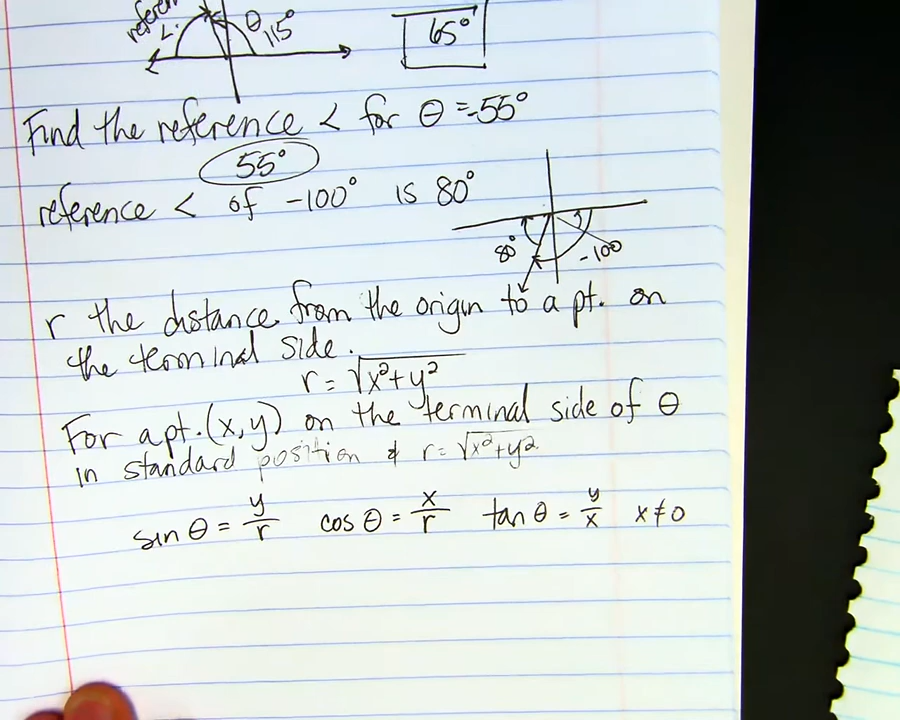 referen
∠.
θ
115°
65°
Find the reference < for θ = -55°
55°
reference < of -100° is 80°
80°
-100
r the distance from the origin to a pt. on
the terminal side.
r = √x²+y²
For a pt. (x, y) on the terminal side of θ
in standard position & r = √x²+y²
sin θ = y/r cos θ = x/r tan θ = y/x x≠0